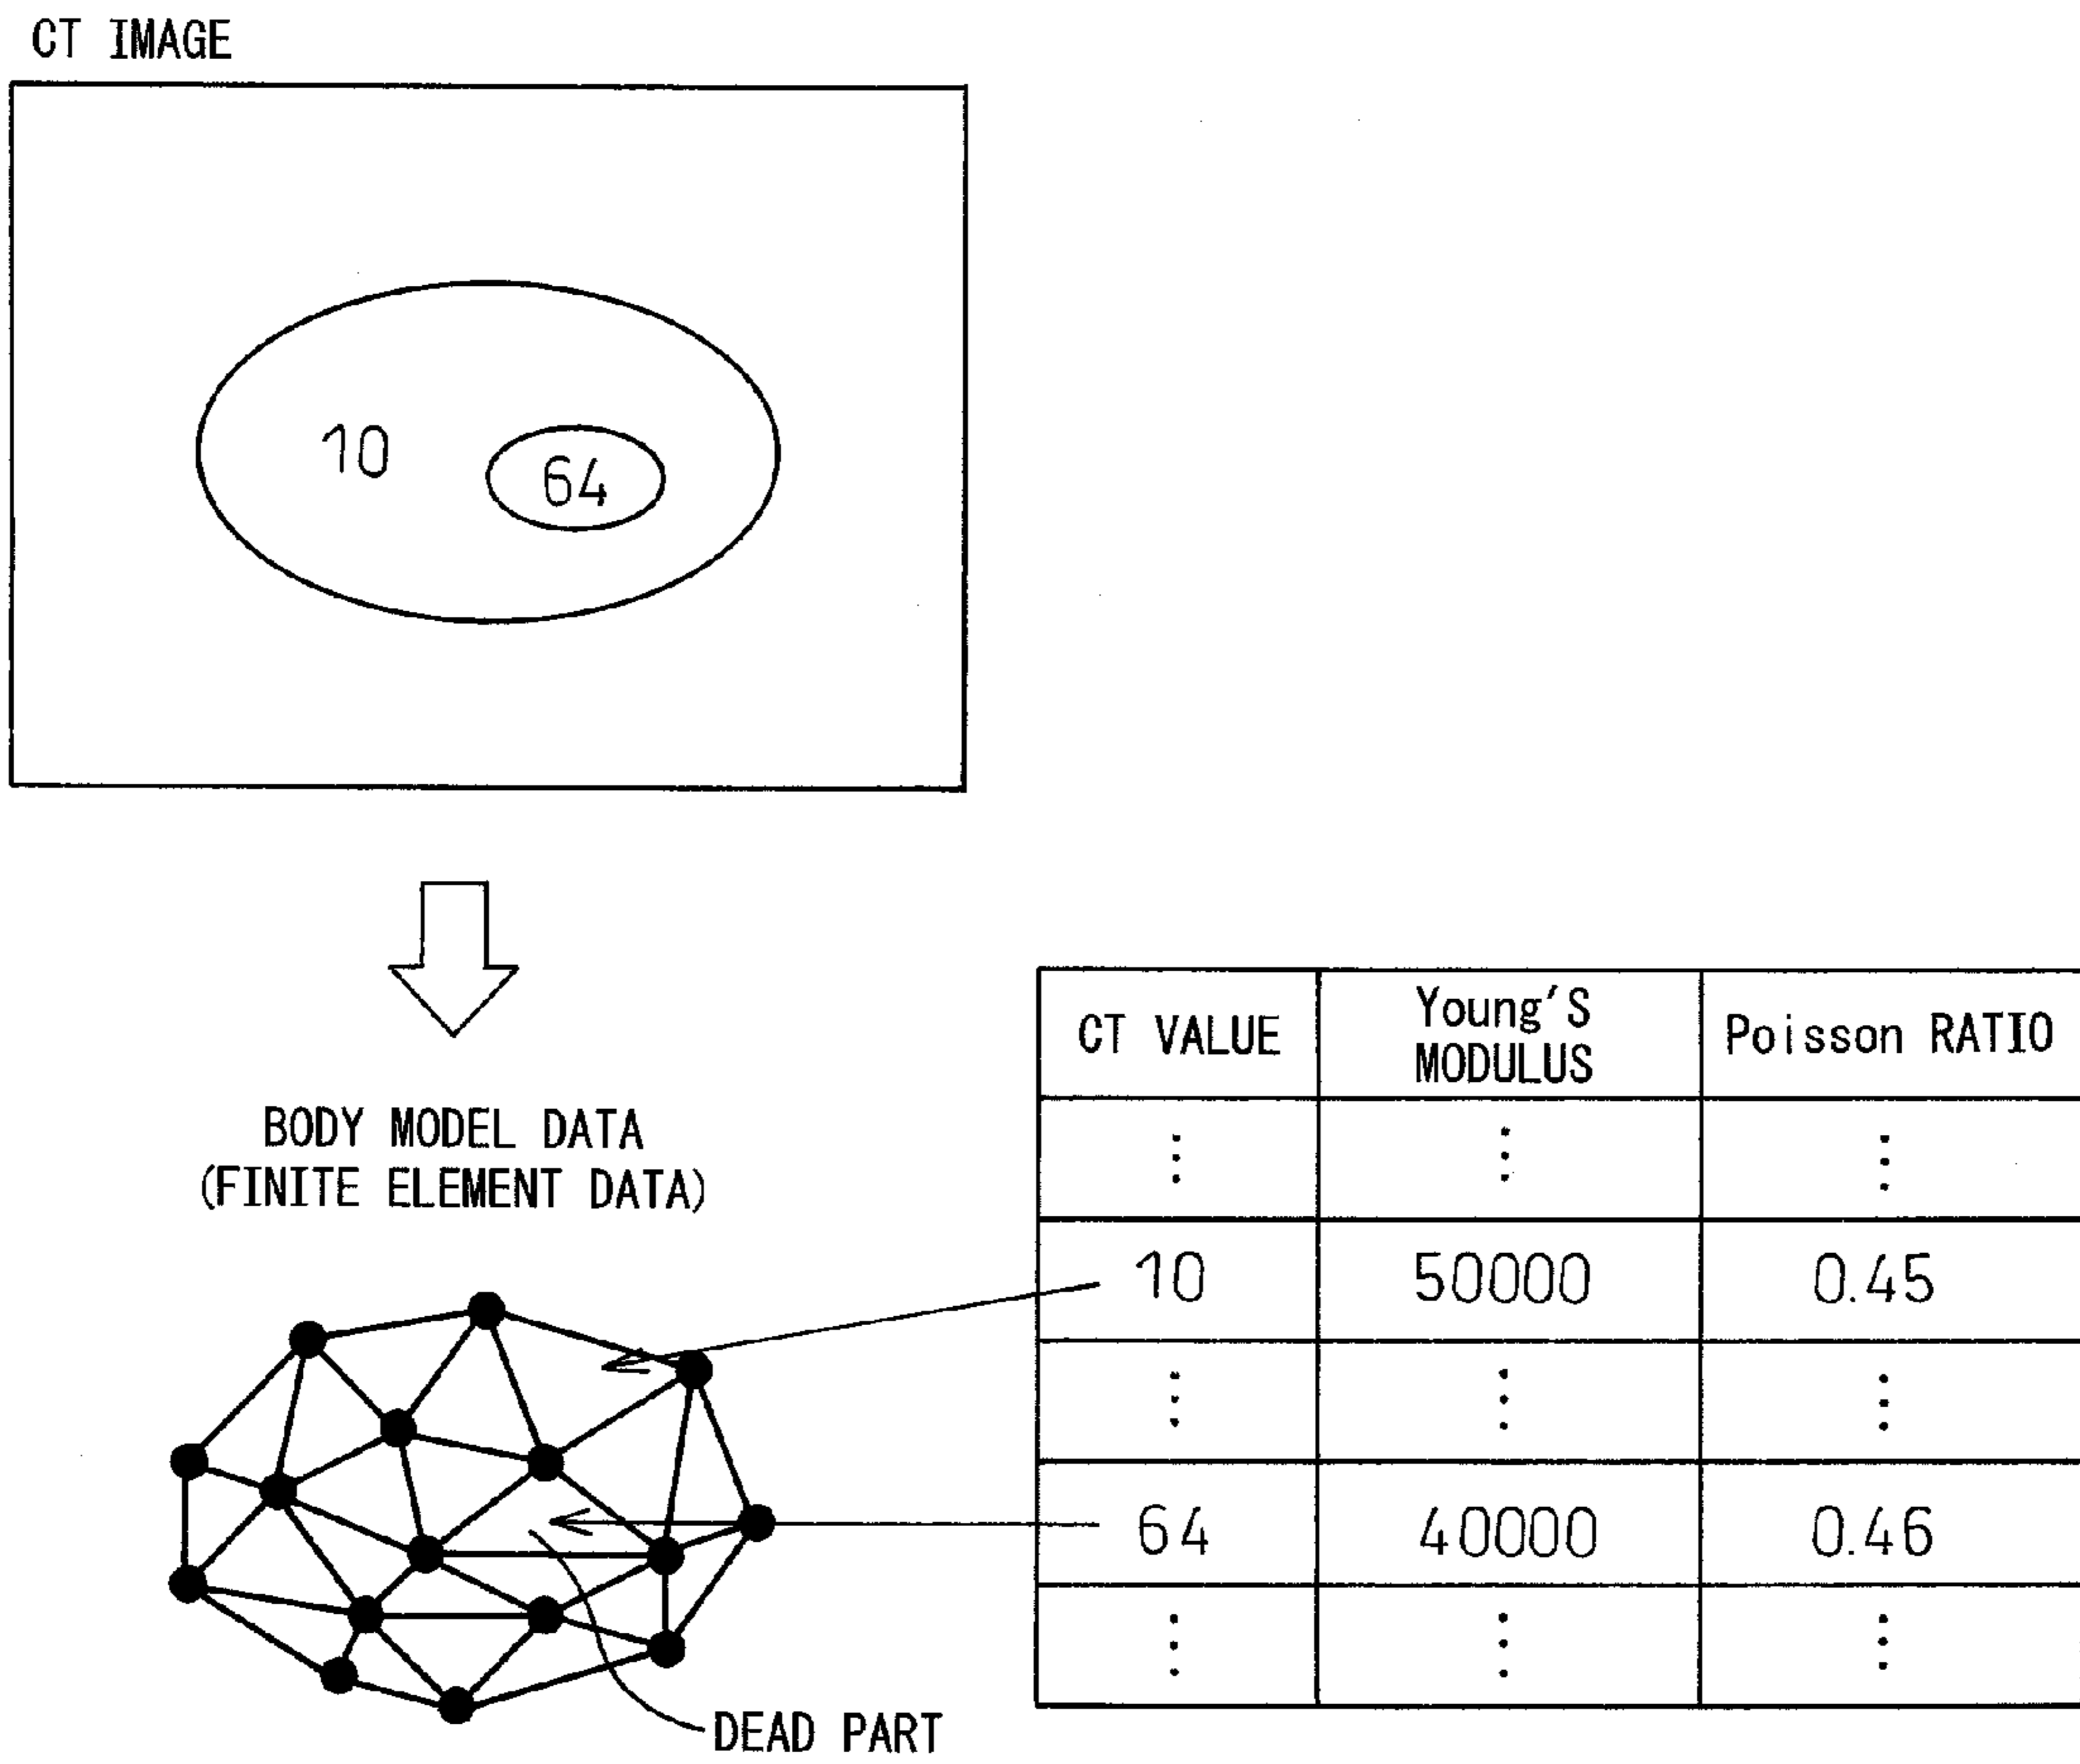 CT IMAGE
10
64
BODY MODEL DATA
(FINITE ELEMENT DATA)
DEAD PART
CT VALUE Young'S MODULUS Poisson RATIO
⋮ ⋮ ⋮
10 50000 0.45
⋮ ⋮ ⋮
64 40000 0.46
⋮ ⋮ ⋮